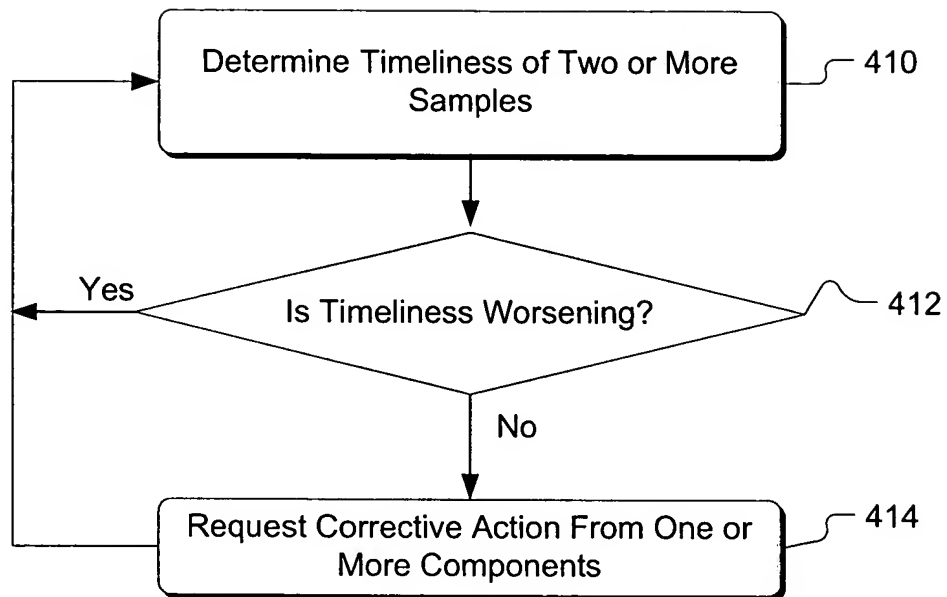 Determine Timeliness of Two or More
Samples
410
Yes
Is Timeliness Worsening?
412
No
Request Corrective Action From One or
More Components
414